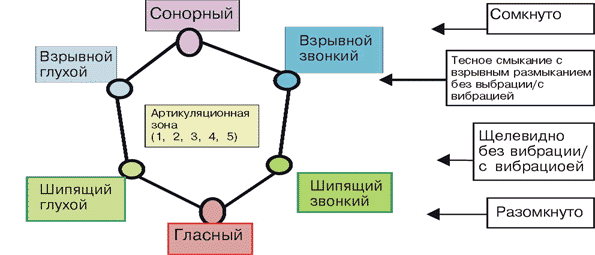 Сонорный
Сомкнуто
Взрывной
глухой
Взрывной
звонкий
Тесное смыкание с
взрывным размыканием
без выбрации/с
вибрацией
Артикуляционная
зона
(1, 2, 3, 4, 5)
Щелевидно
без вибрации/
с вибрациоей
Шипящий
глухой
Шипящий
звонкий
Гласный
Разомкнуто